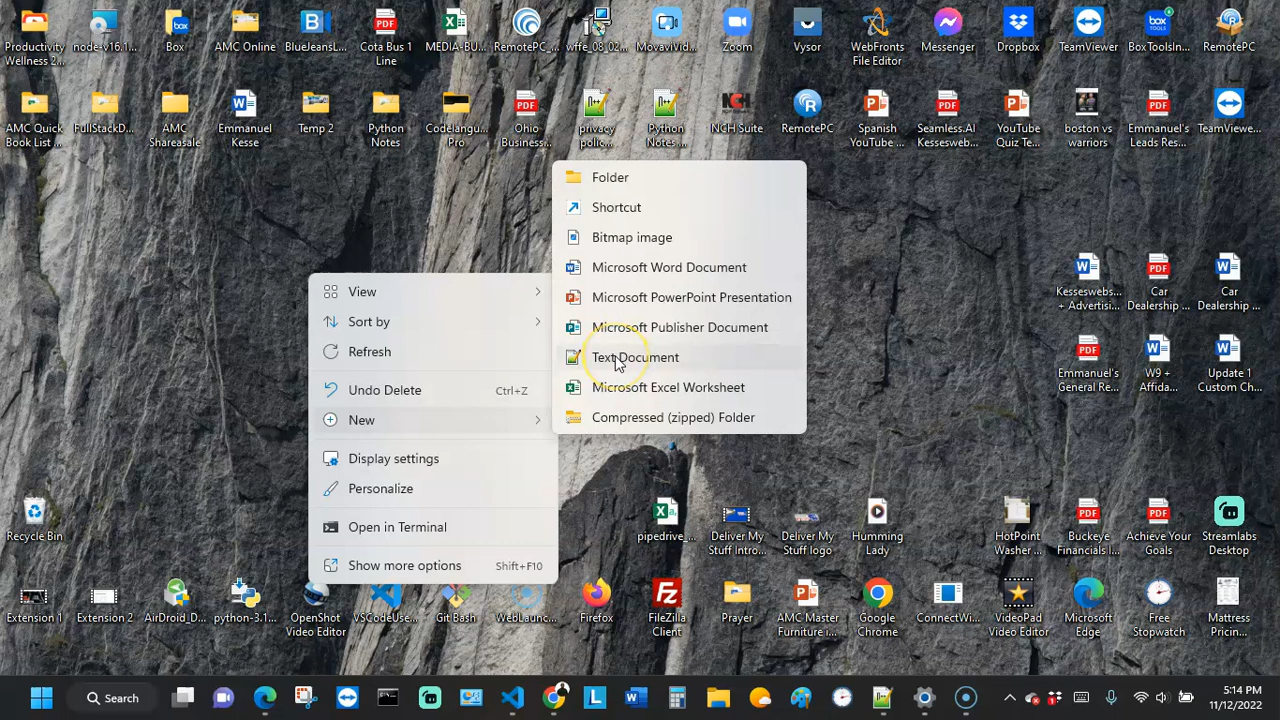 Productivity Wellness 2...
node-v16.1...
Box
AMC Online
BlueJeansL...
Cota Bus 1 Line
MEDIA-BU...
RemotePC_...
wffe_08_02...
MovaviVid...
Zoom
Vysor
WebFronts File Editor
Messenger
Dropbox
TeamViewer
BoxToolsIn...
RemotePC
AMC Quick Book List ...
FullStackD...
AMC Shareasale
Emmanuel Kesse
Temp 2
Python Notes
Codelangu... Pro
Ohio Business...
privacy policy...
Python Notes ...
NCH Suite
RemotePC
Spanish YouTube ...
Seamless.AI Kessesweb...
YouTube Quiz Te...
boston vs warriors
Emmanuel's Leads Res...
TeamViewe...
Folder
Shortcut
Bitmap image
Microsoft Word Document
Microsoft PowerPoint Presentation
Microsoft Publisher Document
Text Document
Microsoft Excel Worksheet
Compressed (zipped) Folder
View
Sort by
Refresh
Undo Delete Ctrl+Z
New
Display settings
Personalize
Open in Terminal
Show more options Shift+F10
Kesseswebs... + Advertisi...
Car Dealership ...
Car Dealership ...
Emmanuel's General Re...
W9 + Affida...
Update 1 Custom Ch...
Recycle Bin
pipedrive_...
Deliver My Stuff Intro...
Deliver My Stuff logo
Humming Lady
HotPoint Washer ...
Buckeye Financials I...
Achieve Your Goals
Streamlabs Desktop
Extension 1
Extension 2
AirDroid_D...
python-3.1...
OpenShot Video Editor
VSCodeUse...
Git Bash
WebLaunc...
Firefox
FileZilla Client
Prayer
AMC Master Furniture i...
Google Chrome
ConnectWi...
VideoPad Video Editor
Microsoft Edge
Free Stopwatch
Mattress Pricin...
Search
5:14 PM
11/12/2022